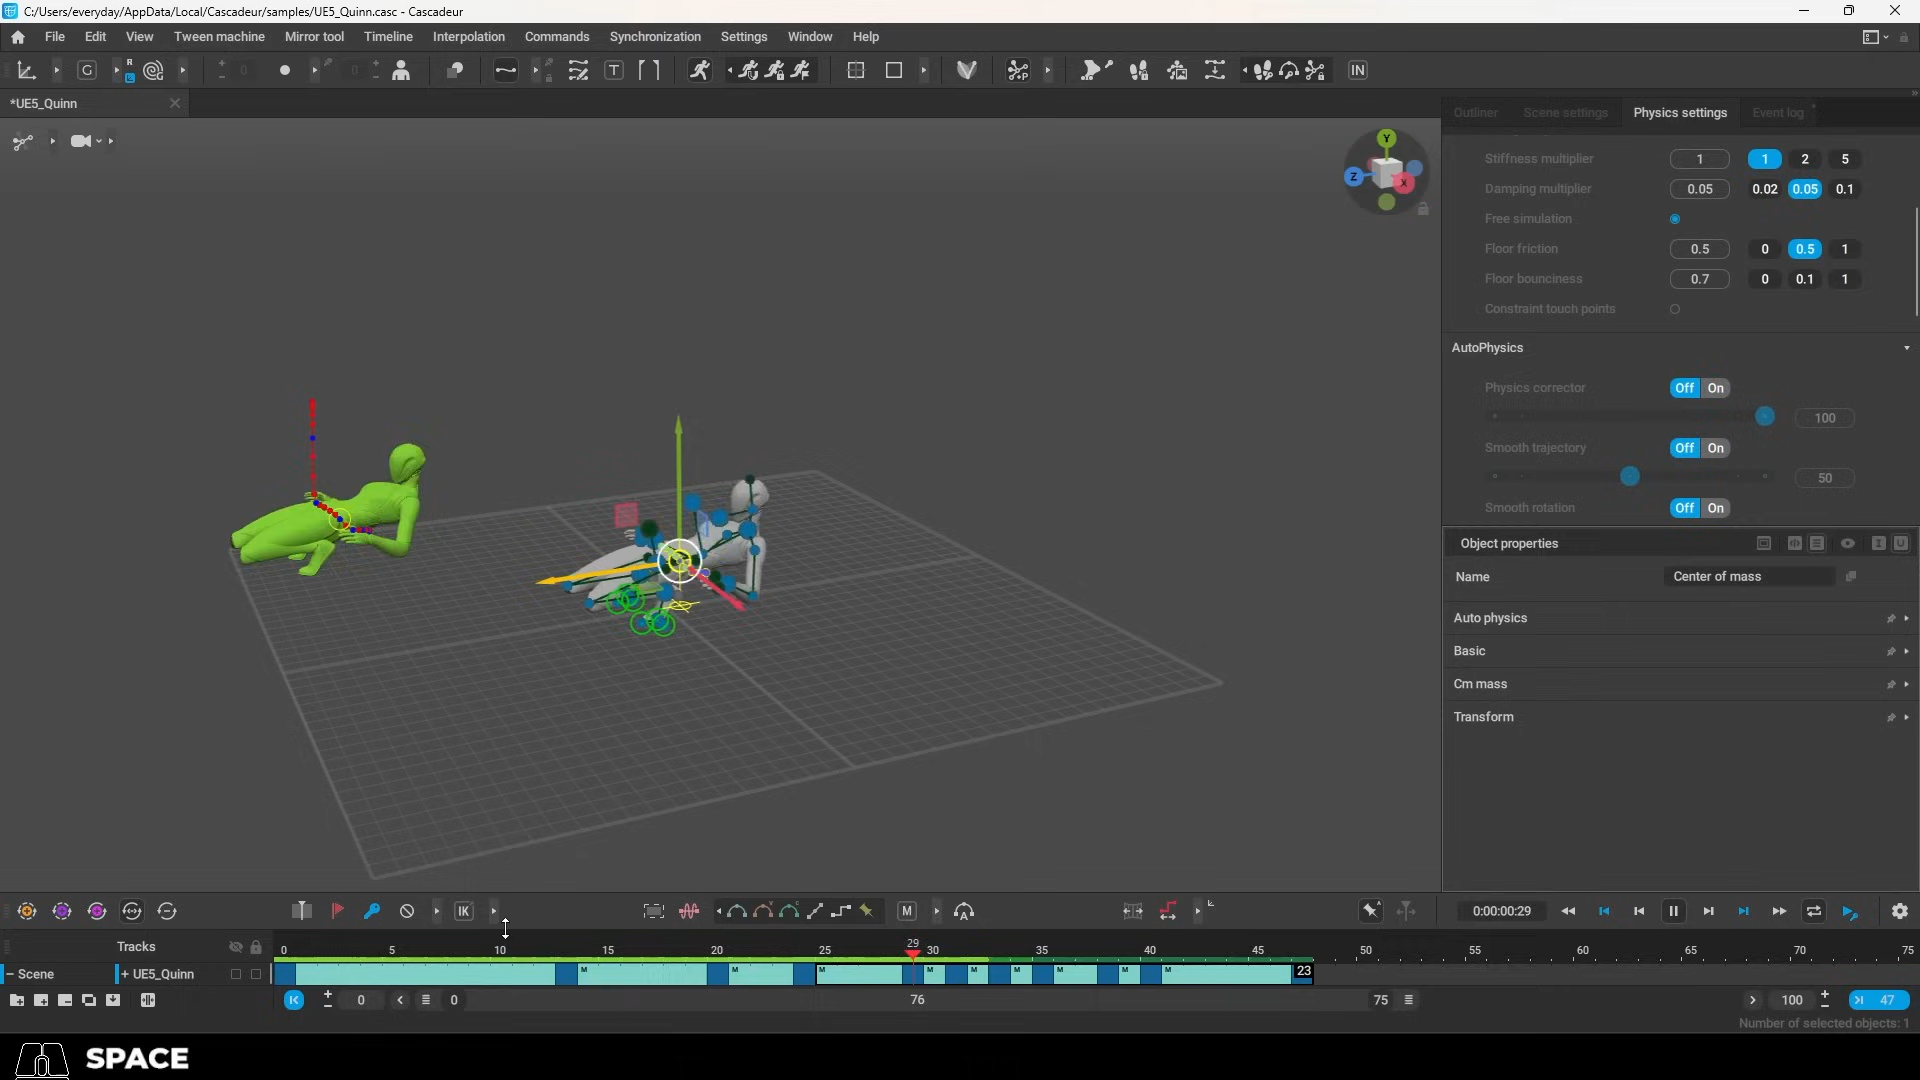 C:/Users/everyday/AppData/Local/Cascadeur/samples/UE5_Quinn.casc - Cascadeur
File Edit View Tween machine Mirror tool Timeline Interpolation Commands Synchronization Settings Window Help
G R L 0 0 T IN
*UE5_Quinn
Outliner Scene settings Physics settings Event log
Y Z X
Stiffness multiplier 1 1 2 5
Damping multiplier 0.05 0.02 0.05 0.1
Free simulation
Floor friction 0.5 0 0.5 1
Floor bounciness 0.7 0 0.1 1
Constraint touch points
AutoPhysics
Physics corrector Off On
100
Smooth trajectory Off On
50
Smooth rotation Off On
Object properties
Name Center of mass
Auto physics
Basic
Cm mass
Transform
IK M 0:00:00:29
Tracks 0 5 10 15 20 25 29 30 35 40 45 50 55 60 65 70 75
− Scene + UE5_Quinn M M M M M M M M M 23
0 0 76 75 100 47
Number of selected objects: 1
SPACE